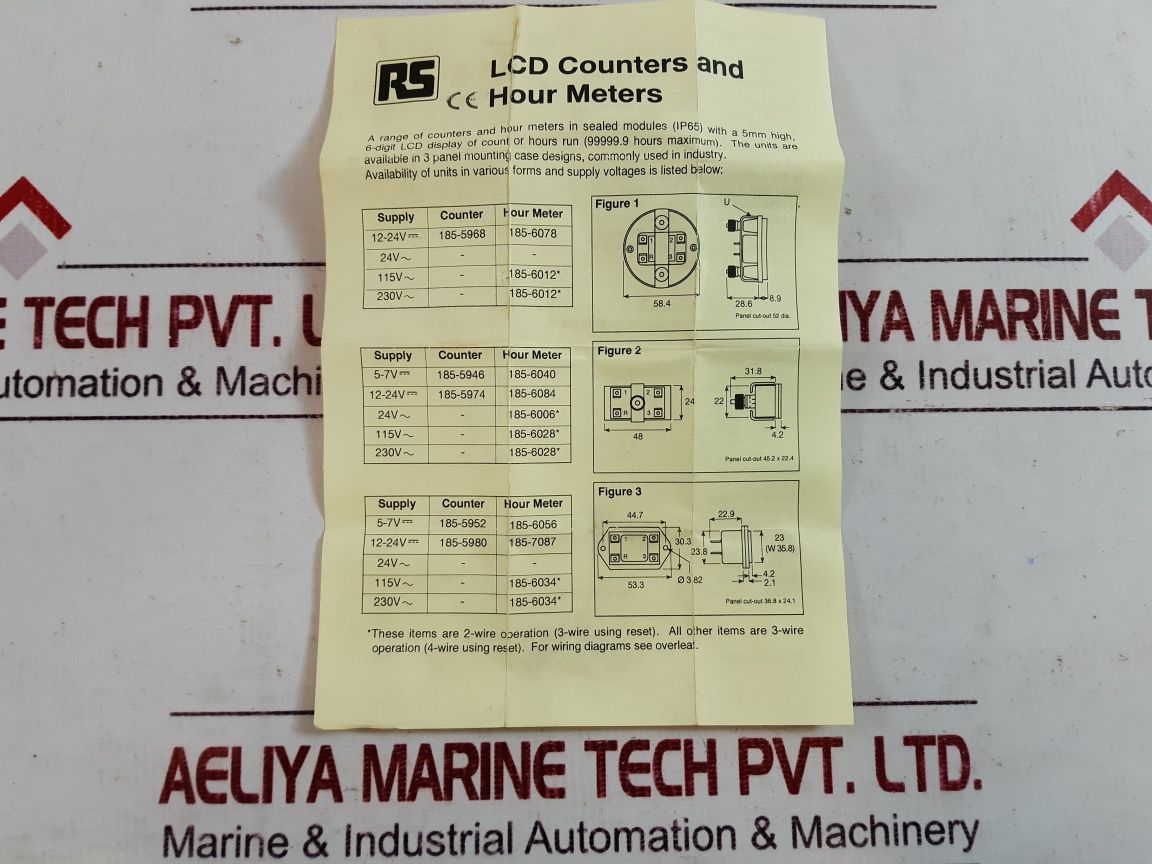 RS
CE
LCD Counters and
Hour Meters
A range of counters and hour meters in sealed modules (IP65) with a 5mm high,
6-digit LCD display of count or hours run (99999.9 hours maximum). The units are
available in 3 panel mounting case designs, commonly used in industry.
Availability of units in various forms and supply voltages is listed below:
Supply Counter Hour Meter
12-24V⎓ 185-5968 185-6078
24V～ - -
115V～ - 185-6012*
230V～ - 185-6012*
Figure 1
U
1 2
R 3
58.4
28.6
8.9
Panel cut-out 52 dia.
Supply Counter Hour Meter
5-7V⎓ 185-5946 185-6040
12-24V⎓ 185-5974 185-6084
24V～ - 185-6006*
115V～ - 185-6028*
230V～ - 185-6028*
Figure 2
31.8
1 2
R 3
24
22
48
4.2
Panel cut-out 45.2 x 22.4
Supply Counter Hour Meter
5-7V⎓ 185-5952 185-6056
12-24V⎓ 185-5980 185-7087
24V～ - -
115V～ - 185-6034*
230V～ - 185-6034*
Figure 3
44.7
22.9
1 2
R 3
30.3
23.8
23
(W 35.8)
53.3
Ø 3.82
4.2
2.1
Panel cut-out 36.8 x 24.1
*These items are 2-wire operation (3-wire using reset). All other items are 3-wire
operation (4-wire using reset). For wiring diagrams see overleaf.
E TECH PVT. L
utomation & Machi
IYA MARINE T
e & Industrial Auto
AELIYA MARINE TECH PVT. LTD.
Marine & Industrial Automation & Machinery